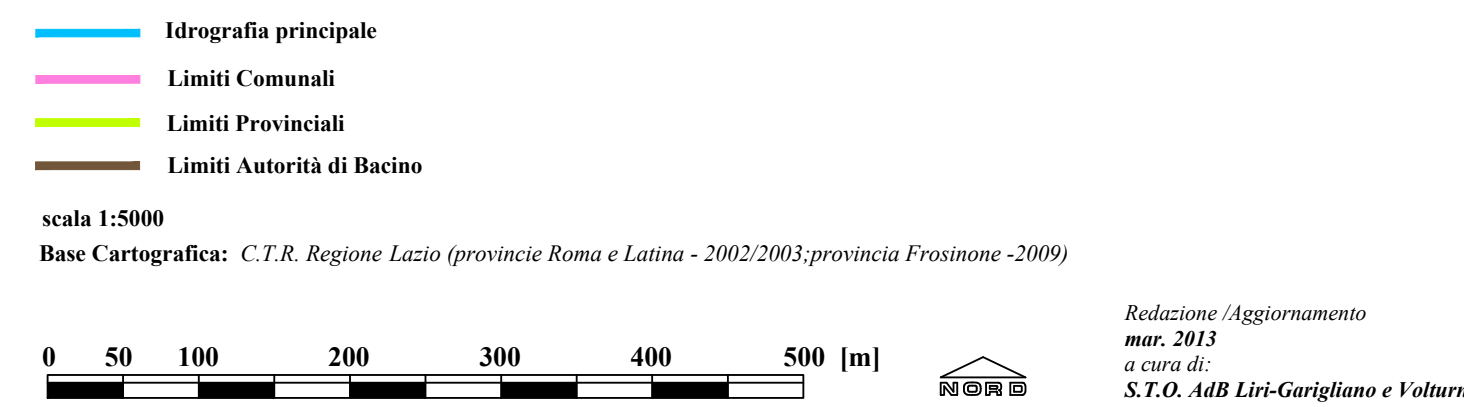 Idrografia principale
Limiti Comunali
Limiti Provinciali
Limiti Autorità di Bacino
scala 1:5000
Base Cartografica: C.T.R. Regione Lazio (provincie Roma e Latina - 2002/2003;provincia Frosinone -2009)
0 50 100 200 300 400 500 [m]
NORD
Redazione /Aggiornamento
mar. 2013
a cura di:
S.T.O. AdB Liri-Garigliano e Volturn